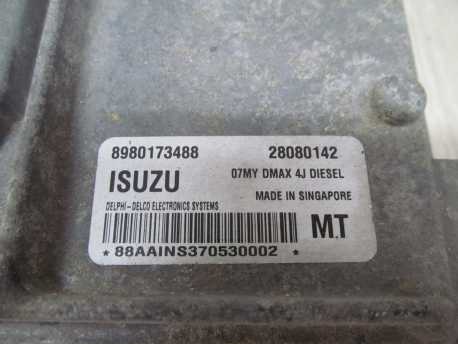 8980173488 28080142
ISUZU 07MY DMAX 4J DIESEL
DELPHI-DELCO ELECTRONICS SYSTEMS MADE IN SINGAPORE
MT
*88AAINS370530002 *